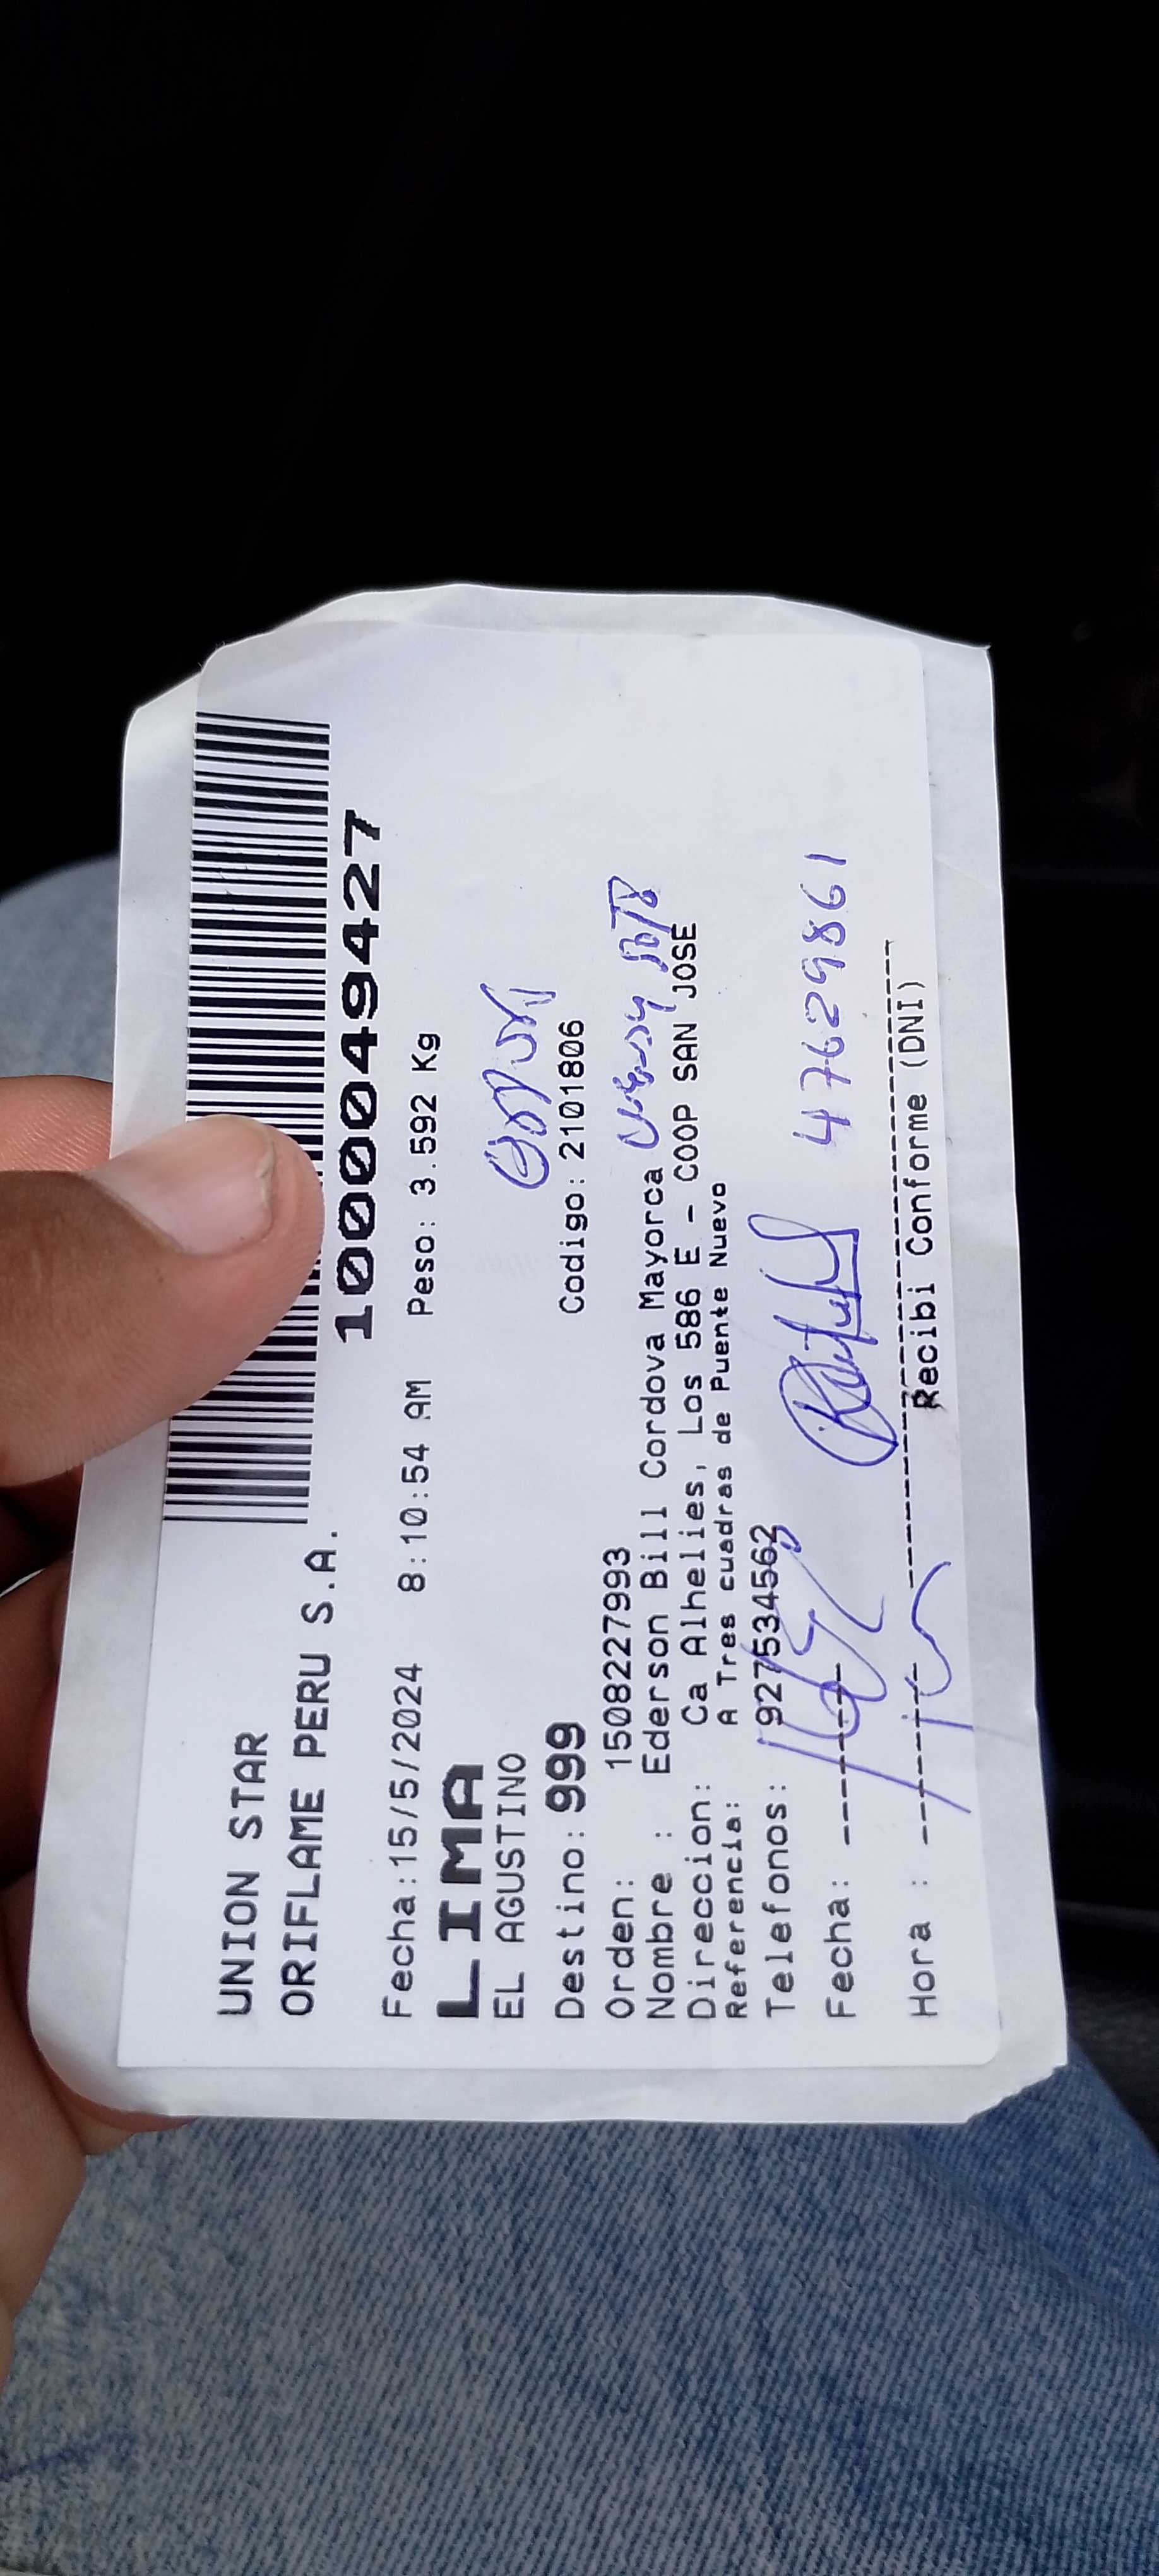 UNION STAR
ORIFLAME PERU S.A.
1000049427
Fecha:15/5/2024 8:10:54 AM Peso: 3.592 Kg
LIMA
EL AGUSTINO
Destino: 999 Codigo: 2101806
Orden: 1508227993
Nombre : Ederson Bill Cordova Mayorca
Direccion: Ca Alhelies, Los 586 E - COOP SAN JOSE
Referencia: A Tres cuadras de Puente Nuevo
Telefonos: 927534562
47629861
Fecha:
Hora : Recibi Conforme (DNI)